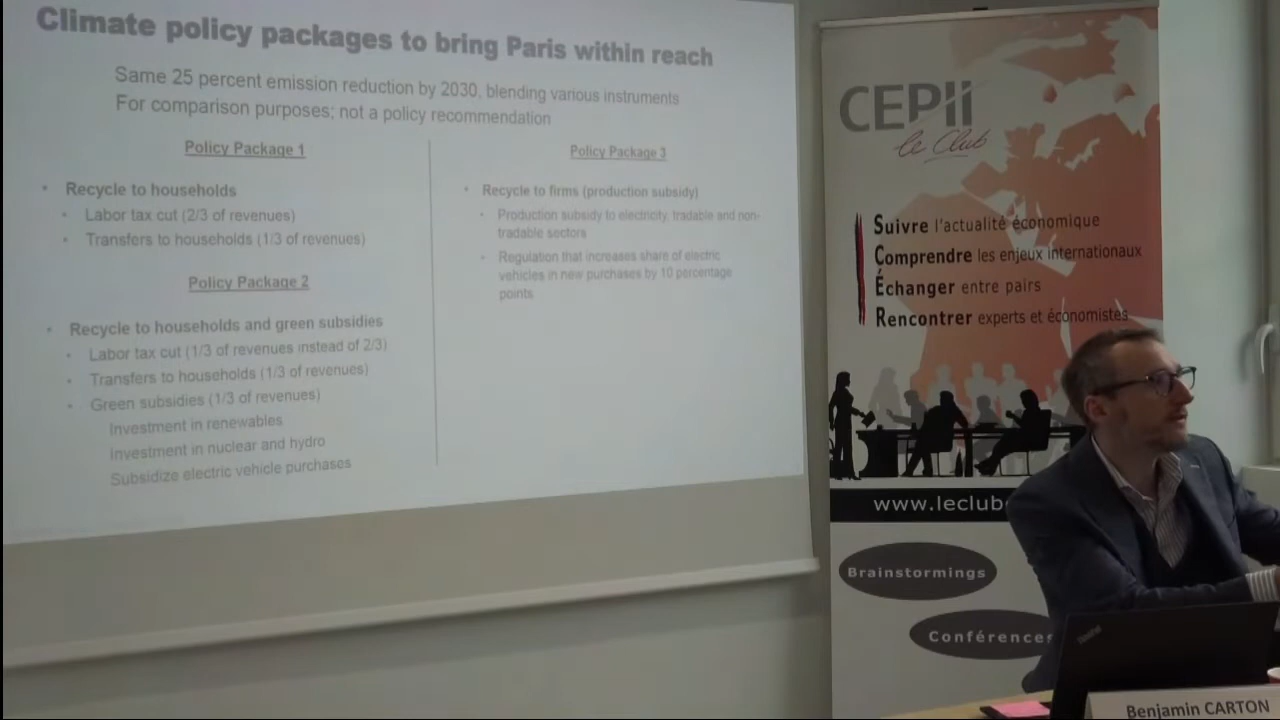 Climate policy packages to bring Paris within reach
Same 25 percent emission reduction by 2030, blending various instruments
For comparison purposes; not a policy recommendation
Policy Package 1
• Recycle to households
• Labor tax cut (2/3 of revenues)
• Transfers to households (1/3 of revenues)
Policy Package 2
• Recycle to households and green subsidies
• Labor tax cut (1/3 of revenues instead of 2/3)
• Transfers to households (1/3 of revenues)
• Green subsidies (1/3 of revenues)
Investment in renewables
Investment in nuclear and hydro
Subsidize electric vehicle purchases
Policy Package 3
• Recycle to firms (production subsidy)
• Production subsidy to electricity, tradable and non-
tradable sectors
• Regulation that increases share of electric
vehicles in new purchases by 10 percentage
points
CEPII
le Club
Suivre l'actualité économique
Comprendre les enjeux internationaux
Échanger entre pairs
Rencontrer experts et économistes
www.leclub
Brainstormings
Conférences
ThinkPad
Benjamin CARTON